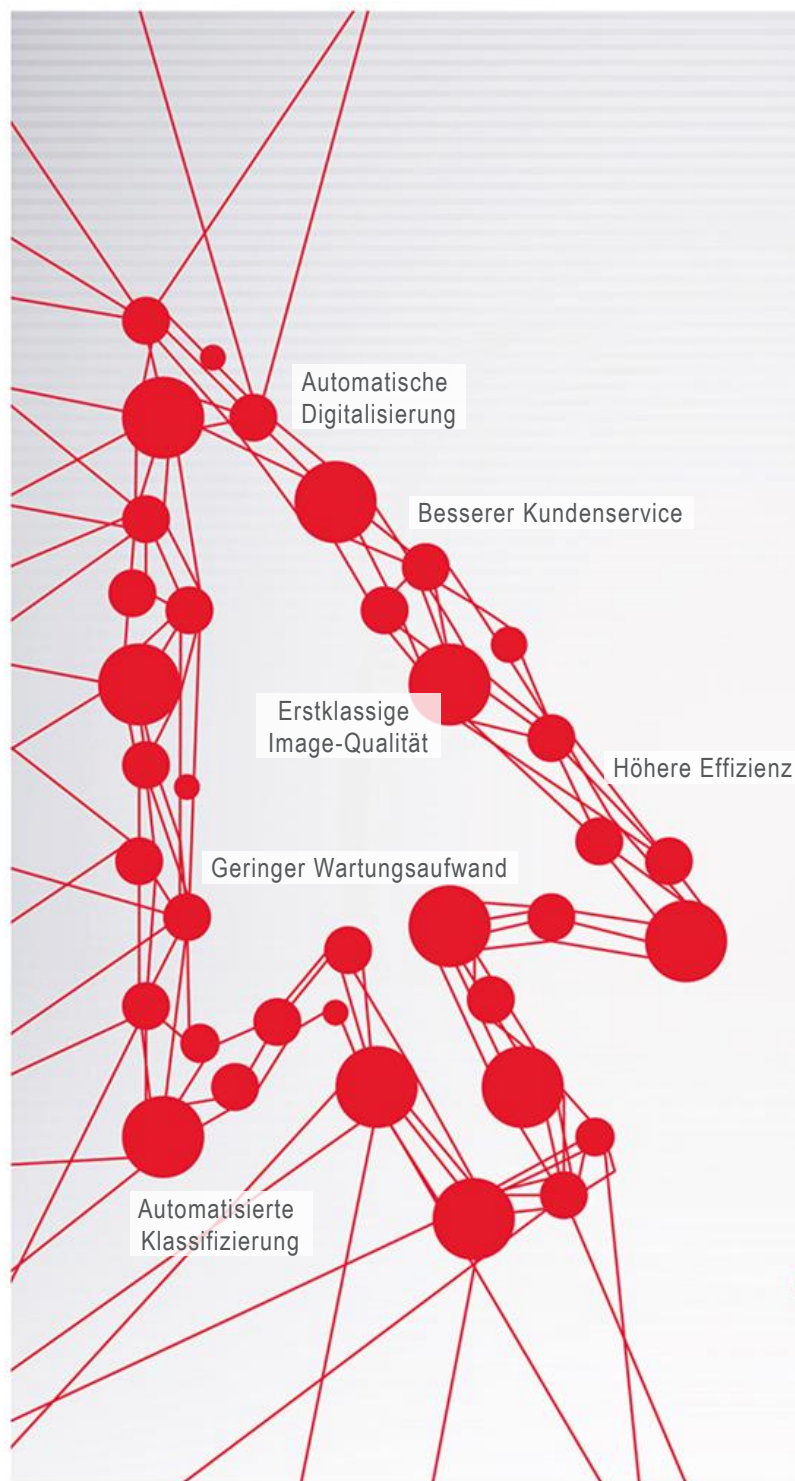 Automatische
Digitalisierung
Besserer Kundenservice
Erstklassige
Image-Qualität
Höhere Effizienz
Geringer Wartungsaufwand
Automatisierte
Klassifizierung